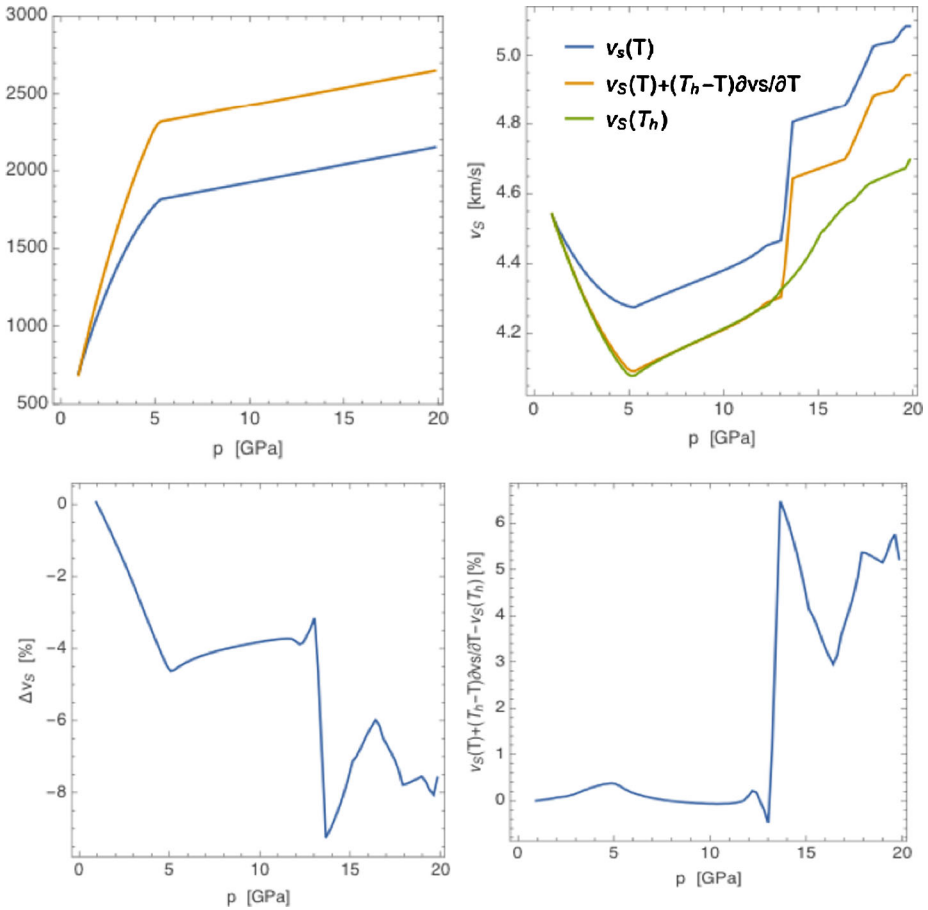 3000
2500
2000
1500
1000
500
0 5 10 15 20
p [GPa]
vs(T)
vS(T)+(Th−T)∂vs/∂T
vS(Th)
5.0
4.8
4.6
4.4
4.2
vS [km/s]
0 5 10 15 20
p [GPa]
0
−2
−4
−6
−8
ΔvS [%]
0 5 10 15 20
p [GPa]
6
5
4
3
2
1
0
vS(T)+(Th−T)∂vs/∂T−vS(Th) [%]
0 5 10 15 20
p [GPa]